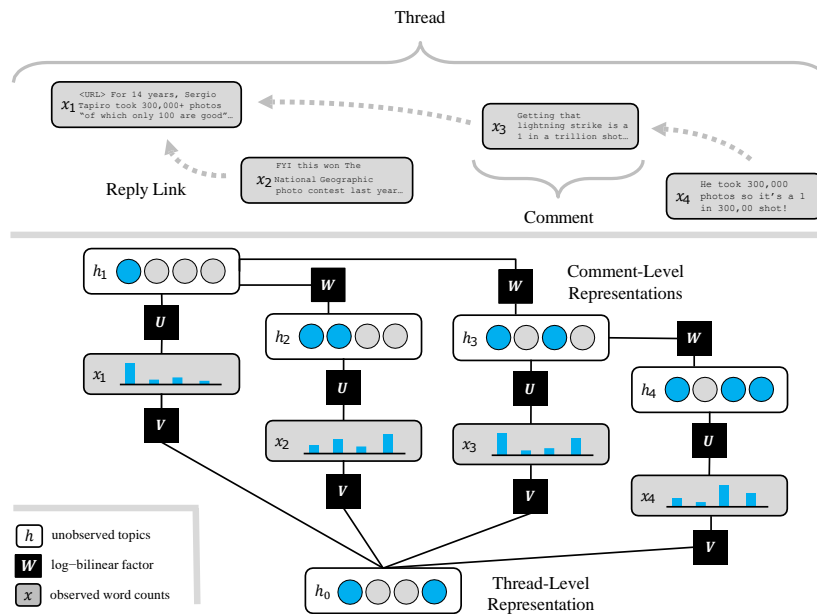 Thread
x1
<URL> For 14 years, Sergio
Tapiro took 300,000+ photos
"of which only 100 are good"…
x3
Getting that
lightning strike is a
1 in a trillion shot…
x2
FYI this won The
National Geographic
photo contest last year…
Reply Link
x4
He took 300,000
photos so it's a 1
in 300,00 shot!
Comment
h1
W
W
Comment-Level
Representations
U
h2
h3
W
x1
U
U
h4
V
x2
x3
U
V
V
x4
V
h unobserved topics
W log-bilinear factor
x observed word counts
h0
Thread-Level
Representation